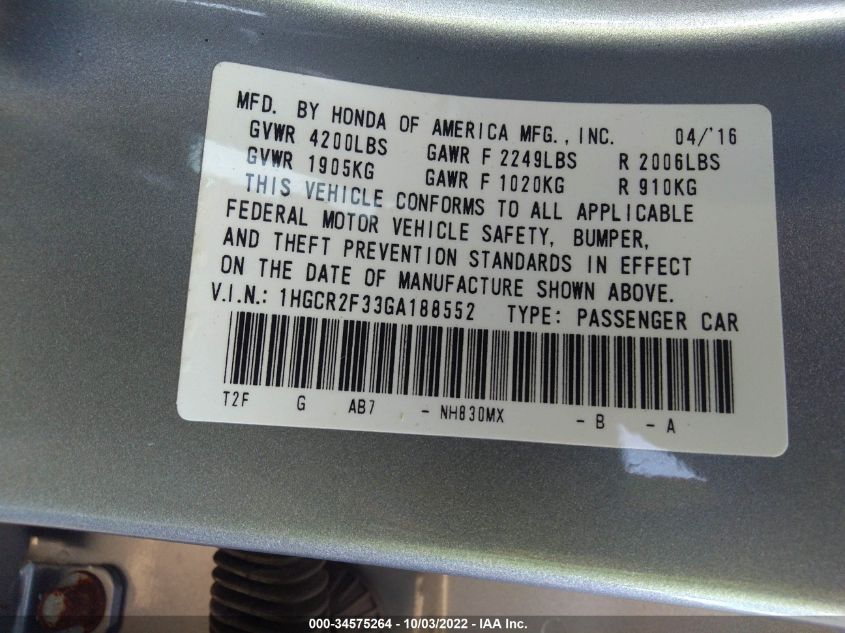 MFD. BY HONDA OF AMERICA MFG., INC. 04/'16
GVWR 4200LBS GAWR F 2249LBS R 2006LBS
GVWR 1905KG GAWR F 1020KG R 910KG
THIS VEHICLE CONFORMS TO ALL APPLICABLE
FEDERAL MOTOR VEHICLE SAFETY, BUMPER,
AND THEFT PREVENTION STANDARDS IN EFFECT
ON THE DATE OF MANUFACTURE SHOWN ABOVE.
V.I.N.: 1HGCR2F33GA188552 TYPE: PASSENGER CAR
T2F G AB7 - NH830MX - B - A
000-34575264 - 10/03/2022 - IAA Inc.